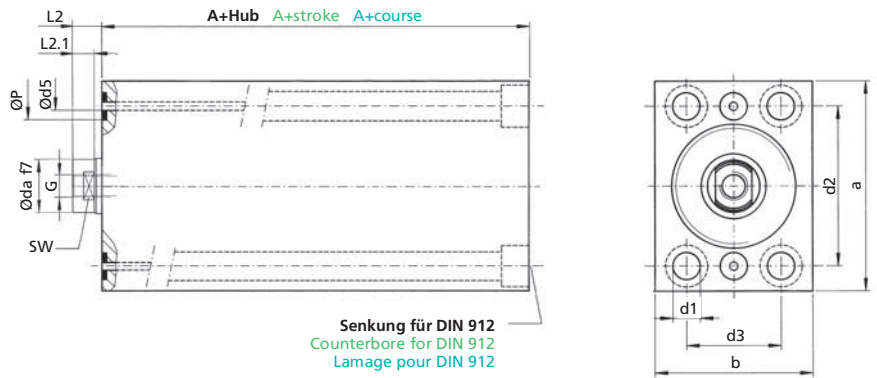 L2
A+Hub A+stroke A+course
L2.1
ØP
Ød5
Øda f7
G
SW
Senkung für DIN 912
Counterbore for DIN 912
Lamage pour DIN 912
d2
a
d1
d3
b